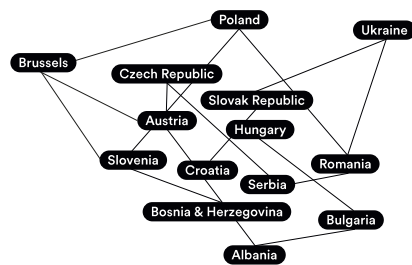 Poland
Ukraine
Brussels
Czech Republic
Slovak Republic
Austria
Hungary
Slovenia
Croatia
Romania
Serbia
Bosnia & Herzegovina
Bulgaria
Albania